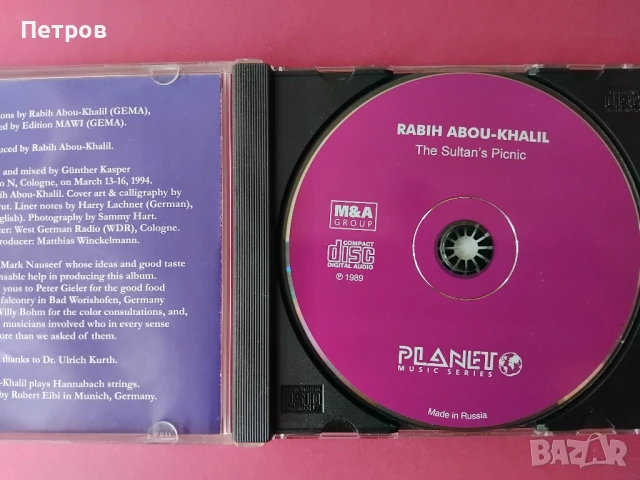 Петров
ons by Rabih Abou-Khalil (GEMA),
ed by Edition MAWI (GEMA).
uced by Rabih Abou-Khalil.
and mixed by Günther Kasper
o N, Cologne, on March 13-16, 1994.
ih Abou-Khalil. Cover art & calligraphy by
ut. Liner notes by Harry Lachner (German),
nglish). Photography by Sammy Hart.
cer: West German Radio (WDR), Cologne.
roducer: Matthias Winckelmann.
Mark Nauseef whose ideas and good taste
ensable help in producing this album.
yous to Peter Gieler for the good food
falconry in Bad Worishofen, Germany
Willy Bohm for the color consultations, and,
musicians involved who in every sense
ore than we asked of them.
thanks to Dr. Ulrich Kurth.
-Khalil plays Hannabach strings.
by Robert Eibi in Munich, Germany.
RABIH ABOU-KHALIL
The Sultan's Picnic
M&A
GROUP
COMPACT
disc
DIGITAL AUDIO
℗ 1989
PLANET
MUSIC SERIES
Made in Russia
BAZAR